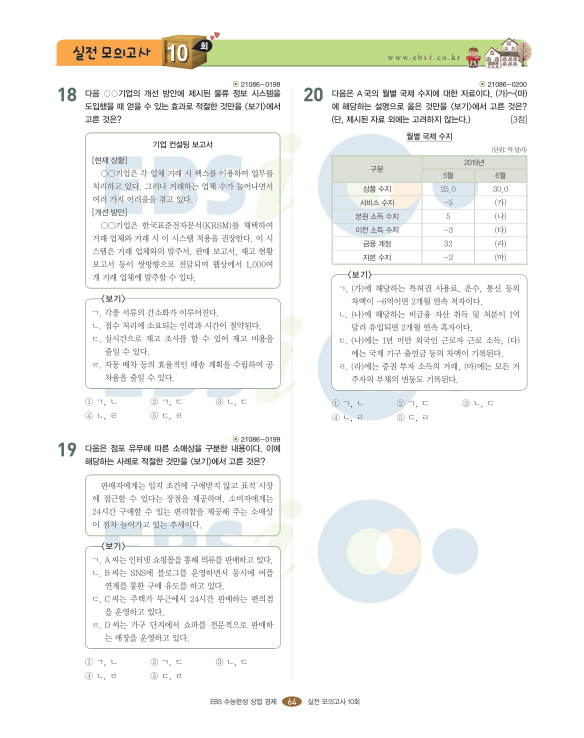 실전 모의고사 10 회
www.ebsi.co.kr
21086-0198
18 다음 ○○기업의 개선 방안에 제시된 물류 정보 시스템을
도입했을 때 얻을 수 있는 효과로 적절한 것만을 <보기>에서
고른 것은?
기업 컨설팅 보고서
[현재 상황]
○○기업은 각 업체 거래 시 팩스를 이용하여 업무를
처리하고 있다. 그러나 거래하는 업체 수가 늘어나면서
여러 가지 어려움을 겪고 있다.
[개선 방안]
○○기업은 한국표준전자문서(KRSM)를 채택하여
거래 업체와 거래 시 이 시스템 적용을 권장한다. 이 시
스템은 거래 업체와의 발주서, 판매 보고서, 재고 현황
보고서 등이 쌍방향으로 전달되며 웹상에서 1,000여
개 거래 업체에 발주할 수 있다.
<보기>
ㄱ. 각종 서류의 간소화가 이루어진다.
ㄴ. 접수 처리에 소요되는 인력과 시간이 절약된다.
ㄷ. 실시간으로 재고 조사를 할 수 있어 재고 비용을
줄일 수 있다.
ㄹ. 자동 배차 등의 효율적인 배송 계획을 수립하여 공
차율을 줄일 수 있다.
① ㄱ, ㄴ ② ㄱ, ㄷ ③ ㄴ, ㄷ
④ ㄴ, ㄹ ⑤ ㄷ, ㄹ
21086-0199
19 다음은 점포 유무에 따른 소매상을 구분한 내용이다. 이에
해당하는 사례로 적절한 것만을 <보기>에서 고른 것은?
판매자에게는 입지 조건에 구애받지 않고 표적 시장
에 접근할 수 있다는 장점을 제공하며, 소비자에게는
24시간 구매할 수 있는 편리함을 제공해 주는 소매상
이 점차 늘어가고 있는 추세이다.
<보기>
ㄱ. A씨는 인터넷 쇼핑몰을 통해 의류를 판매하고 있다.
ㄴ. B씨는 SNS에 블로그를 운영하면서 동시에 어플
연계를 통한 구매 유도를 하고 있다.
ㄷ. C씨는 주택가 부근에서 24시간 판매하는 편의점
을 운영하고 있다.
ㄹ. D씨는 가구 단지에서 쇼파를 전문적으로 판매하
는 매장을 운영하고 있다.
① ㄱ, ㄴ ② ㄱ, ㄷ ③ ㄴ, ㄷ
④ ㄴ, ㄹ ⑤ ㄷ, ㄹ
21086-0200
20 다음은 A국의 월별 국제 수지에 대한 자료이다. (가)~(마)
에 해당하는 설명으로 옳은 것만을 <보기>에서 고른 것은?
(단, 제시된 자료 외에는 고려하지 않는다.) [3점]
월별 국제 수지
(단위: 억 달러)
구분 2019년
5월 6월
상품 수지 25.0 30.0
서비스 수지 -5 (가)
본원 소득 수지 5 (나)
이전 소득 수지 -3 (다)
금융 계정 32 (라)
자본 수지 -2 (마)
<보기>
ㄱ. (가)에 해당하는 특허권 사용료, 운수, 통신 등의
차액이 -6억이면 2개월 연속 적자이다.
ㄴ. (나)에 해당하는 비금융 자산 취득 및 처분이 1억
달러 유입되면 2개월 연속 흑자이다.
ㄷ. (나)에는 1년 미만 외국인 근로자 근로 소득, (다)
에는 국제 기구 출연금 등의 차액이 기록된다.
ㄹ. (라)에는 증권 투자 소득의 거래, (마)에는 모든 거
주자의 부채의 변동도 기록된다.
① ㄱ, ㄴ ② ㄱ, ㄷ ③ ㄴ, ㄷ
④ ㄴ, ㄹ ⑤ ㄷ, ㄹ
EBS 수능완성 상업 경제 64 실전 모의고사 10회